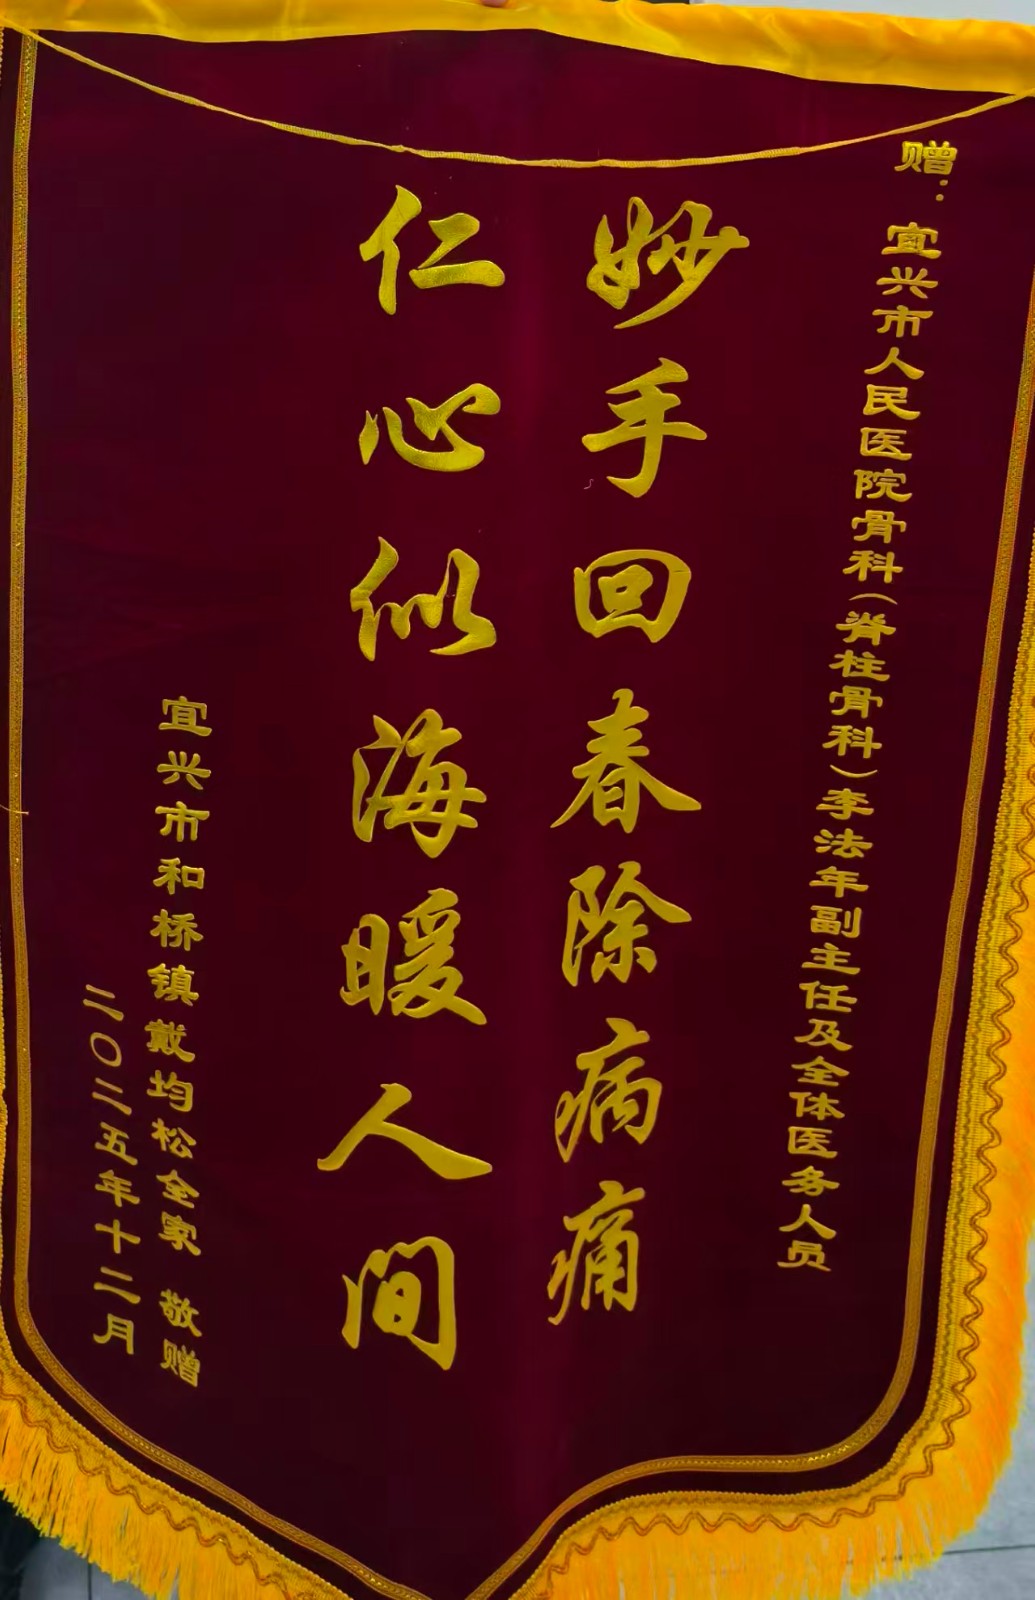 赠：宜兴市人民医院骨科（脊柱骨科）李法年副主任及全体医务人员
妙手回春除病痛
仁心似海暖人间
宜兴市和桥镇戴均松全家 敬赠
二〇二五年十二月